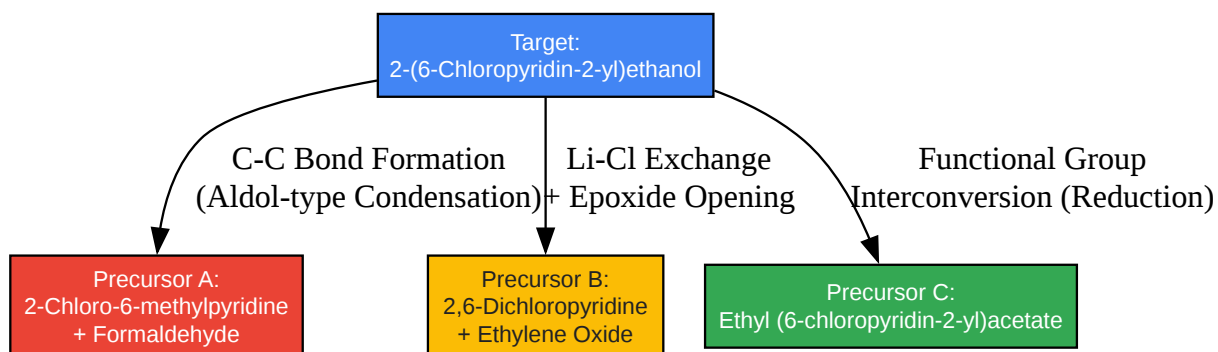 Target:
2-(6-Chloropyridin-2-yl)ethanol
C-C Bond Formation
(Aldol-type Condensation)
Li-Cl Exchange
+ Epoxide Opening
Functional Group
Interconversion (Reduction)
Precursor A:
2-Chloro-6-methylpyridine
+ Formaldehyde
Precursor B:
2,6-Dichloropyridine
+ Ethylene Oxide
Precursor C:
Ethyl (6-chloropyridin-2-yl)acetate